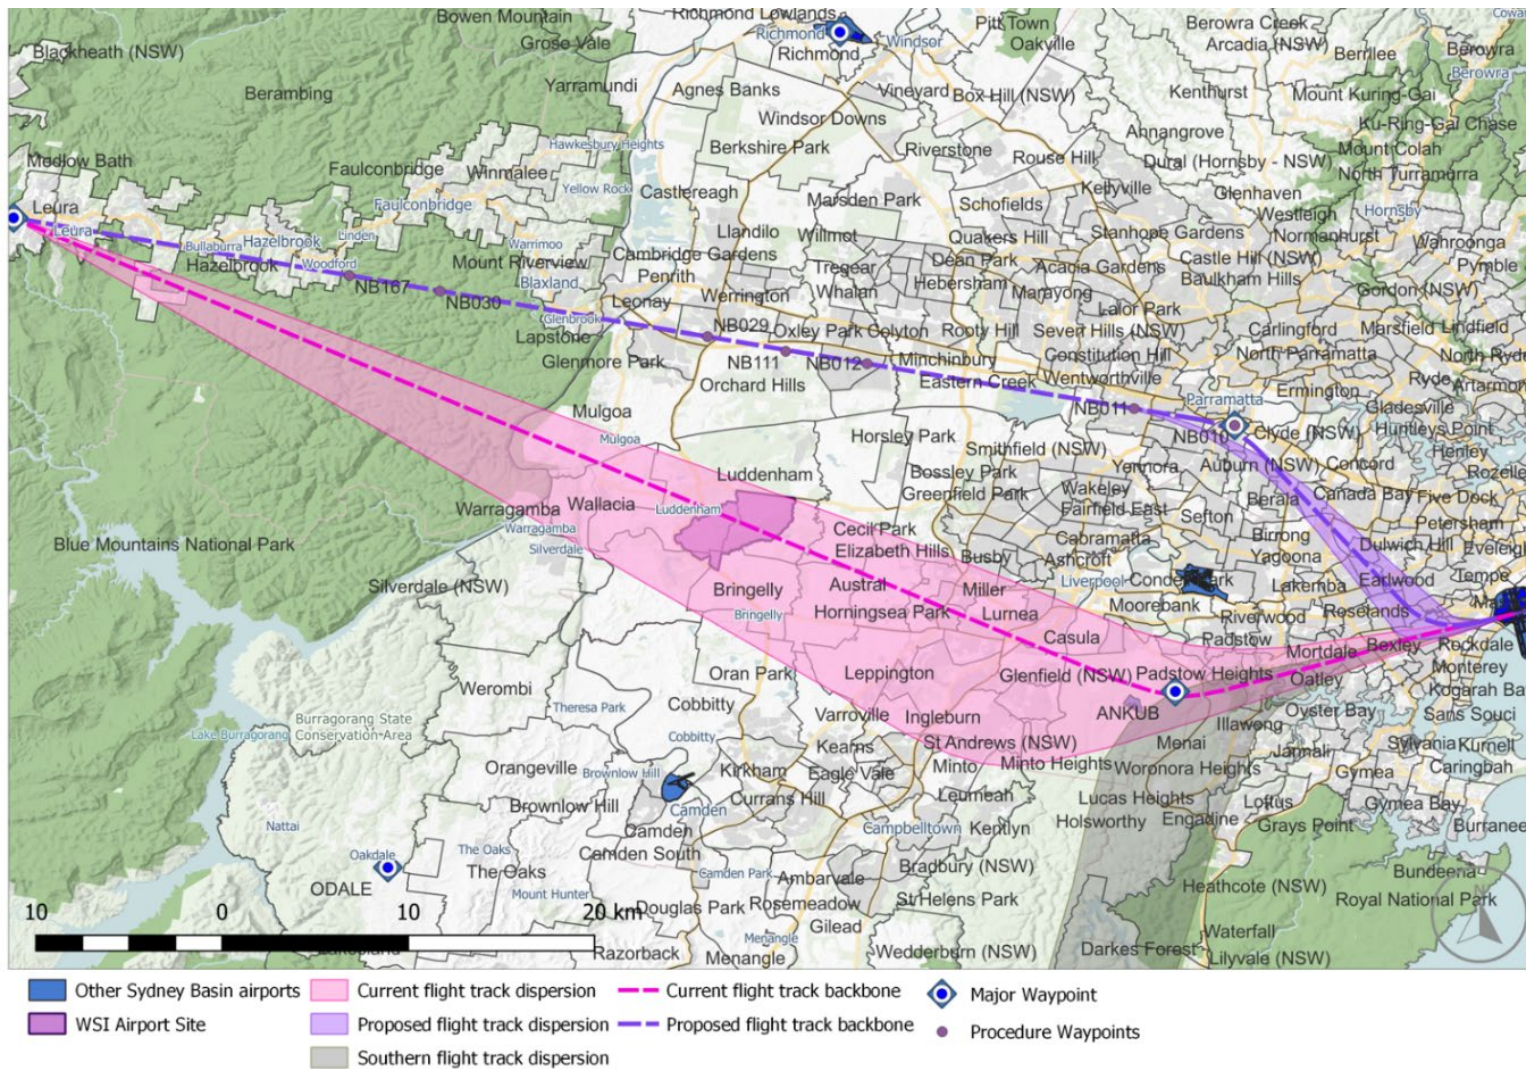 Bowen Mountain
Richmond Lowlands
Pitt Town
Berowra Creek
Grose Vale
Richmond
Windsor
Oakville
Arcadia (NSW)
Blackheath (NSW)
Richmond
Berrilee
Berowra
Berowra
Yarramundi
Agnes Banks
Vineyard
Box Hill (NSW)
Kenthurst
Mount Kuring-Gai
Berambing
Windsor Downs
Annangrove
Ku-Ring-Gai Chase
Hawkesbury Heights
Berkshire Park
Riverstone
Rouse Hill
Dural (Hornsby - NSW)
Mount Colah
Medlow Bath
Faulconbridge
Winmalee
Yellow Rock
Castlereagh
Kellyville
Glenhaven
North Turramurra
Leura
Faulconbridge
Marsden Park
Schofields
Westleigh
Hornsby
Leura
Bullaburra
Hazelbrook
Linden
Warrimoo
Llandilo
Willmot
Quakers Hill
Stanhope Gardens
Normanhurst
Wahroonga
Hazelbrook
Woodford
Mount Riverview
Cambridge Gardens
Dean Park
Acacia Gardens
Castle Hill (NSW)
Pymble
NB167
Blaxland
Penrith
Tregear
Hebersham
Marayong
Baulkham Hills
Gordon (NSW)
NB030
Leonay
Werrington
Whalan
Lalor Park
Glenbrook
NB029
Oxley Park
Colyton
Rooty Hill
Seven Hills (NSW)
Carlingford
Marsfield
Lindfield
Lapstone
Glenmore Park
NB111
NB012
Minchinbury
Constitution Hill
North Parramatta
North Ryde
Orchard Hills
Eastern Creek
Wentworthville
Ermington
Ryde
Artarmon
Mulgoa
NB011
Parramatta
Gladesville
Mulgoa
Horsley Park
Smithfield (NSW)
NB010
Clyde (NSW)
Huntleys Point
Henley
Luddenham
Bossley Park
Yennora
Auburn (NSW)
Concord
Rozelle
Warragamba
Wallacia
Luddenham
Greenfield Park
Wakeley
Berala
Canada Bay
Five Dock
Warragamba
Fairfield East
Sefton
Petersham
Blue Mountains National Park
Silverdale
Cecil Park
Cabramatta
Birrong
Dulwich Hill
Eveleigh
Elizabeth Hills
Busby
Ashcroft
Yagoona
Silverdale (NSW)
Bringelly
Austral
Miller
Liverpool
Condell Park
Lakemba
Earlwood
Tempe
Bringelly
Horningsea Park
Lurnea
Moorebank
Riverwood
Roselands
Casula
Padstow
Mortdale
Bexley
Rockdale
Oran Park
Leppington
Glenfield (NSW)
Padstow Heights
Oatley
Monterey
Werombi
Cobbitty
ANKUB
Kogarah Bay
Burragorang State
Conservation Area
Theresa Park
Varroville
Ingleburn
Illawong
Oyster Bay
Sans Souci
Lake Burragorang
Cobbitty
Kearns
St Andrews (NSW)
Menai
Jannali
Sylvania
Kurnell
Orangeville
Brownlow Hill
Kirkham
Eagle Vale
Minto
Minto Heights
Woronora Heights
Gymea
Caringbah
Brownlow Hill
Camden
Currans Hill
Leumeah
Lucas Heights
Loftus
Gymea Bay
Nattai
Camden
Campbelltown
Kentlyn
Holsworthy
Engadine
Grays Point
Burraneer
Oakdale
The Oaks
Camden South
Bradbury (NSW)
Bundeena
ODALE
The Oaks
Camden Park
Ambarvale
Heathcote (NSW)
Mount Hunter
Douglas Park
Rosemeadow
St Helens Park
Royal National Park
10 0 10 20 km
Gilead
Waterfall
Menangle
Razorback
Menangle
Wedderburn (NSW)
Darkes Forest
Lilyvale (NSW)
Other Sydney Basin airports
Current flight track dispersion
Current flight track backbone
Major Waypoint
WSI Airport Site
Proposed flight track dispersion
Proposed flight track backbone
Procedure Waypoints
Southern flight track dispersion